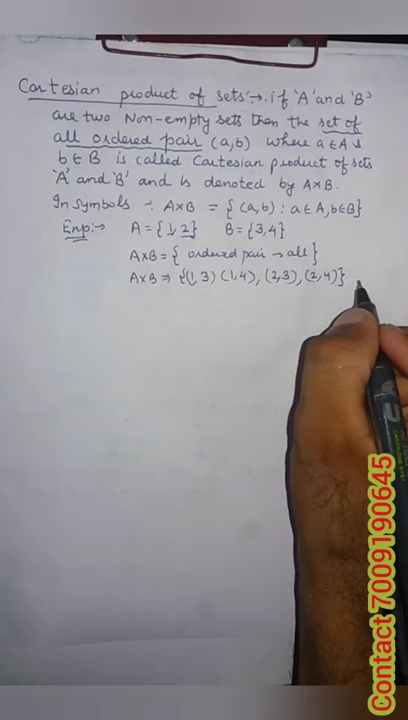 Cartesian product of sets :→ . if 'A' and 'B'
are two Non-empty sets then the set of
all ordered pair (a,b) where a∈A &
b∈B is called Cartesian product of sets
'A' and 'B' and is denoted by A×B.
In symbols :- A×B = {(a,b) : a∈A, b∈B}
Exp:→ A = {1,2} B = {3,4}
A×B = { ordered pair → all }
A×B ⇒ {(1,3) (1,4), (2,3), (2,4)}
Contact 7009190645